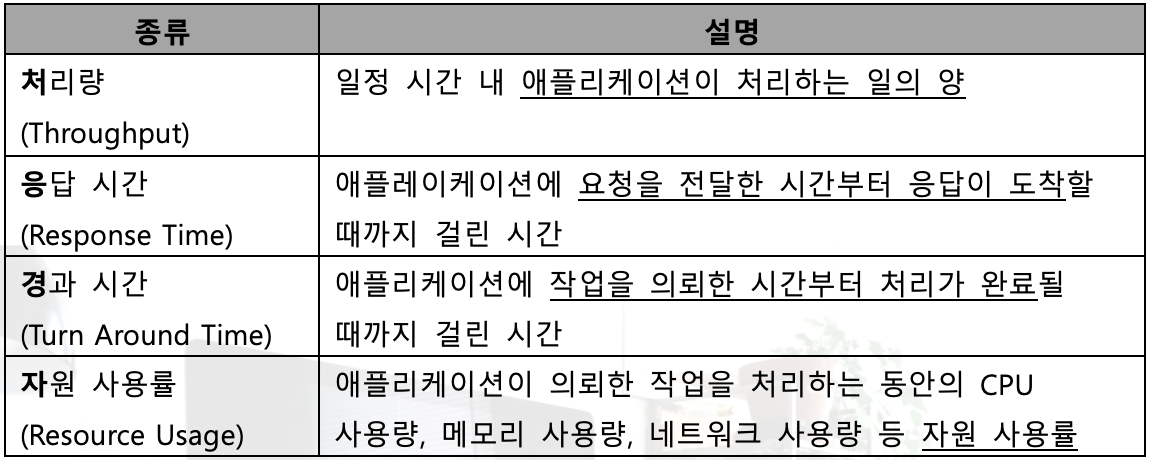 종류
설명
처리량
(Throughput)
일정 시간 내 애플리케이션이 처리하는 일의 양
응답 시간
(Response Time)
애플레이케이션에 요청을 전달한 시간부터 응답이 도착할
때까지 걸린 시간
경과 시간
(Turn Around Time)
애플리케이션에 작업을 의뢰한 시간부터 처리가 완료될
때까지 걸린 시간
자원 사용률
(Resource Usage)
애플리케이션이 의뢰한 작업을 처리하는 동안의 CPU
사용량, 메모리 사용량, 네트워크 사용량 등 자원 사용률